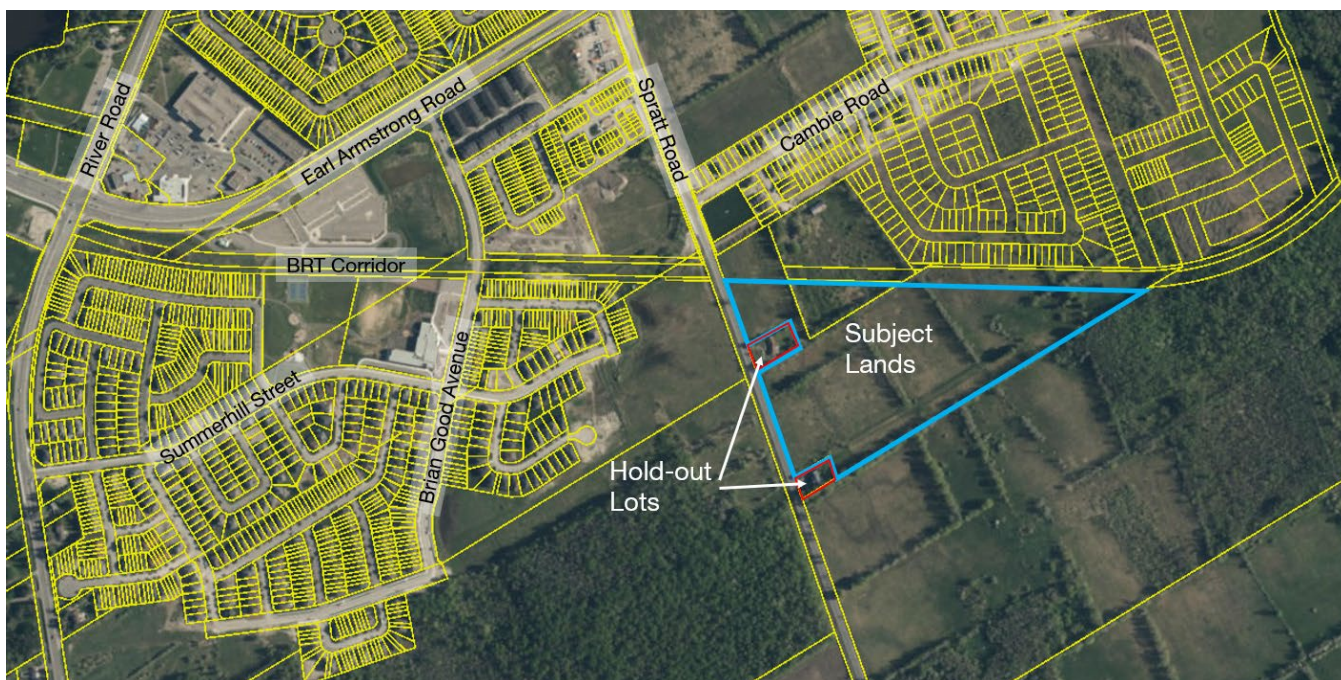 River Road
Earl Armstrong Road
Spratt Road
Cambie Road
BRT Corridor
Subject
Lands
Summerhill Street
Brian Good Avenue
Hold-out
Lots